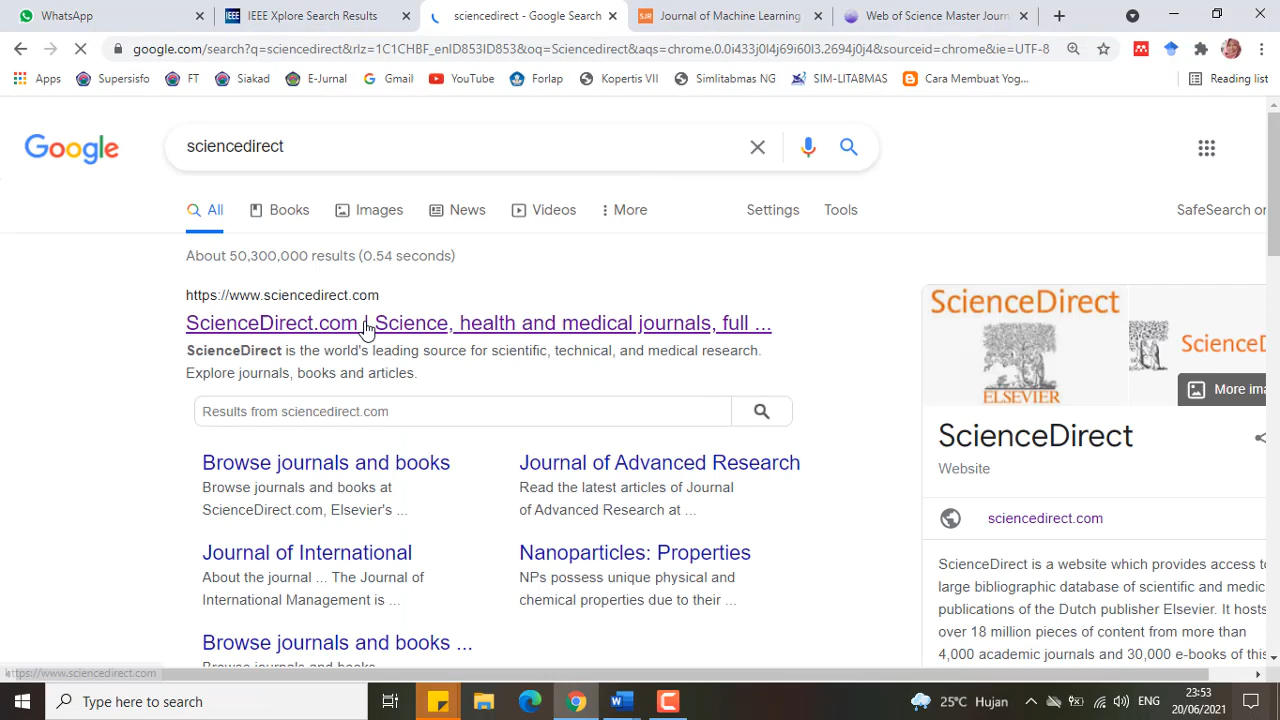 WhatsApp
IEEE Xplore Search Results
sciencedirect - Google Search
SJR
Journal of Machine Learning
Web of Science Master Journ
google.com/search?q=sciencedirect&rlz=1C1CHBF_enID853ID853&oq=Sciencedirect&aqs=chrome.0.0i433j0l4j69i60l3.2694j0j4&sourceid=chrome&ie=UTF-8
Apps
Supersisfo
FT
Siakad
E-Jurnal
Gmail
YouTube
Forlap
Kopertis VII
Simlitabmas NG
SIM-LITABMAS
Cara Membuat Yog...
Reading list
Google
sciencedirect
All
Books
Images
News
Videos
More
Settings
Tools
SafeSearch on
About 50,300,000 results (0.54 seconds)
https://www.sciencedirect.com
ScienceDirect.com | Science, health and medical journals, full ...
ScienceDirect is the world's leading source for scientific, technical, and medical research.
Explore journals, books and articles.
Results from sciencedirect.com
Browse journals and books
Browse journals and books at
ScienceDirect.com, Elsevier's ...
Journal of Advanced Research
Read the latest articles of Journal
of Advanced Research at ...
Journal of International
About the journal ... The Journal of
International Management is ...
Nanoparticles: Properties
NPs possess unique physical and
chemical properties due to their ...
Browse journals and books ...
Browse journals and books
ScienceDirect
ELSEVIER
ScienceD
More ima
ScienceDirect
Website
sciencedirect.com
ScienceDirect is a website which provides access to
large bibliographic database of scientific and medic
publications of the Dutch publisher Elsevier. It hosts
over 18 million pieces of content from more than
4,000 academic journals and 30,000 e-books of this
https://www.sciencedirect.com
Type here to search
25°C Hujan
ENG
23:53
20/06/2021